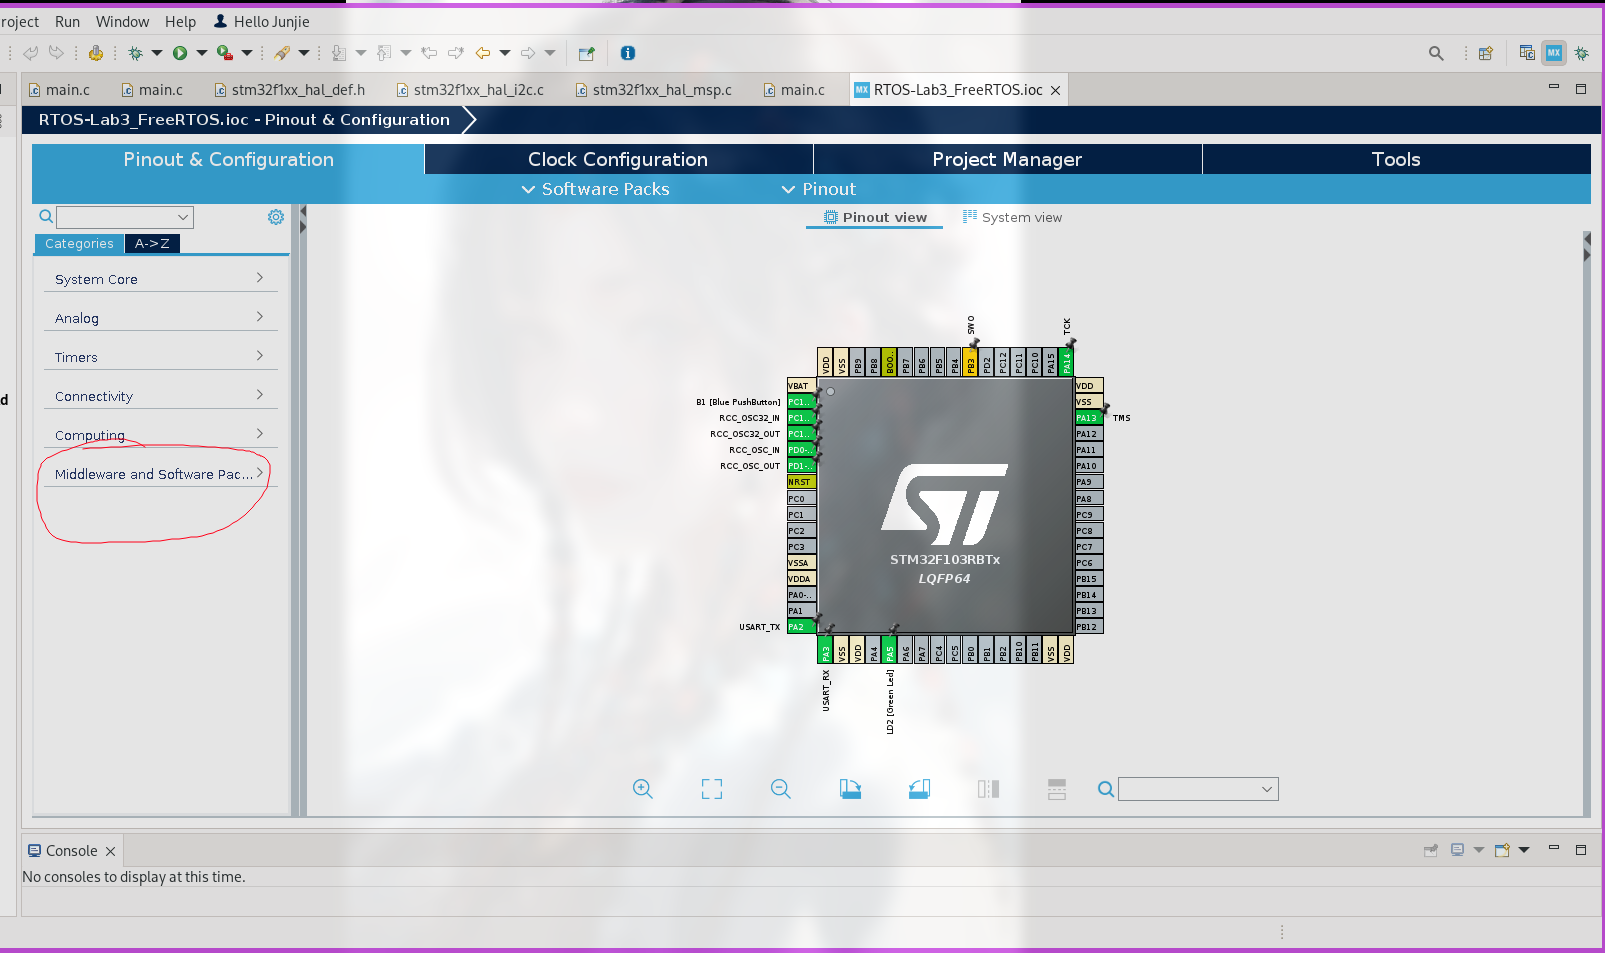 roject Run Window Help Hello Junjie
main.c main.c stm32f1xx_hal_def.h stm32f1xx_hal_i2c.c stm32f1xx_hal_msp.c main.c MX RTOS-Lab3_FreeRTOS.ioc
RTOS-Lab3_FreeRTOS.ioc - Pinout & Configuration
Pinout & Configuration Clock Configuration Project Manager Tools
Software Packs Pinout
Pinout view System view
Categories A->Z
System Core
Analog
Timers
Connectivity
Computing
Middleware and Software Pac...
d
SWO TCK
VDD VSS PB9 PB8 BOO.. PB7 PB6 PB5 PB4 PB3 PD2 PC12 PC11 PC10 PA15 PA14
VBAT VDD
B1 [Blue PushButton] PC1.. VSS
RCC_OSC32_IN PC1.. PA13 TMS
RCC_OSC32_OUT PC1.. PA12
RCC_OSC_IN PD0-.. PA11
RCC_OSC_OUT PD1-.. PA10
NRST PA9
PC0 PA8
PC1 PC9
PC2 PC8
PC3 PC7
VSSA PC6
VDDA PB15
PA0-.. PB14
PA1 PB13
USART_TX PA2 PB12
ST
STM32F103RBTx
LQFP64
PA3 VSS VDD PA4 PA5 PA6 PA7 PC4 PC5 PB0 PB1 PB2 PB10 PB11 VSS VDD
USART_RX LD2 [Green Led]
Console
No consoles to display at this time.